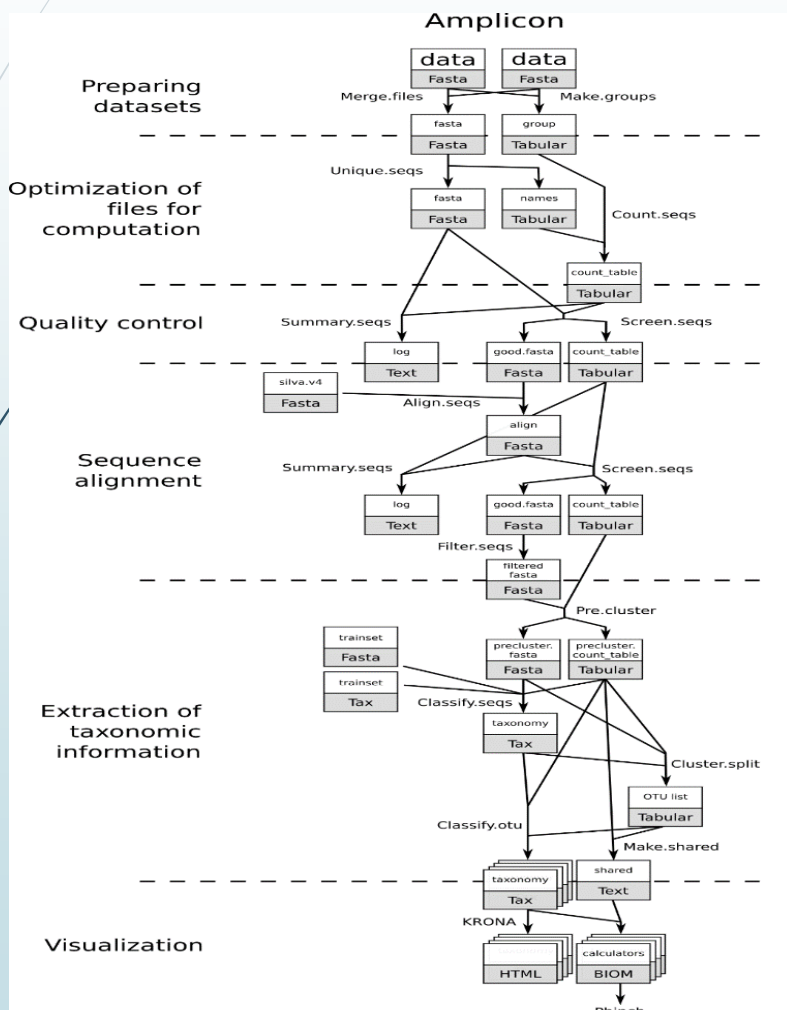 Amplicon
data
data
Fasta
Fasta
Preparing
datasets
Merge.files
Make.groups
fasta
group
Fasta
Tabular
Unique.seqs
Optimization of
files for
computation
fasta
names
Fasta
Tabular
Count.seqs
count_table
Tabular
Quality control
Summary.seqs
Screen.seqs
log
good.fasta
count_table
Text
Fasta
Tabular
silva.v4
Fasta
Align.seqs
align
Fasta
Sequence
alignment
Summary.seqs
Screen.seqs
log
good.fasta
count_table
Text
Fasta
Tabular
Filter.seqs
filtered
fasta
Fasta
Pre.cluster
trainset
Fasta
precluster.
fasta
precluster.
count_table
Fasta
Tabular
trainset
Tax
Classify.seqs
Extraction of
taxonomic
information
taxonomy
Tax
Cluster.split
OTU list
Tabular
Classify.otu
Make.shared
taxonomy
shared
Tax
Text
KRONA
Visualization
calculators
HTML
BIOM